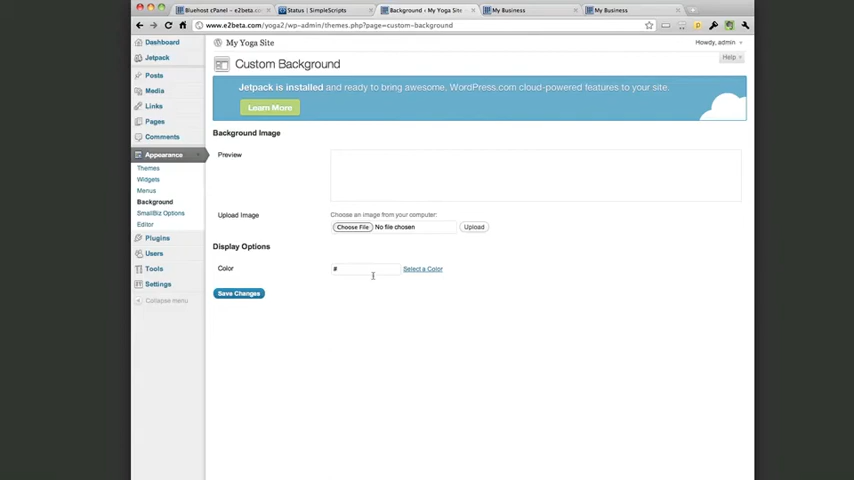 Bluehost cPanel – e2beta.co
Status | SimpleScripts
Background ‹ My Yoga Site
My Business
My Business
www.e2beta.com/yoga2/wp-admin/themes.php?page=custom-background
Dashboard
Jetpack
Posts
Media
Links
Pages
Comments
Appearance
Themes
Widgets
Menus
Background
SmallBiz Options
Editor
Plugins
Users
Tools
Settings
Collapse menu
My Yoga Site
Howdy, admin
Help
Custom Background
Jetpack is installed and ready to bring awesome, WordPress.com cloud-powered features to your site.
Learn More
Background Image
Preview
Upload Image
Choose an image from your computer:
Choose File No file chosen
Upload
Display Options
Color
#
Select a Color
Save Changes